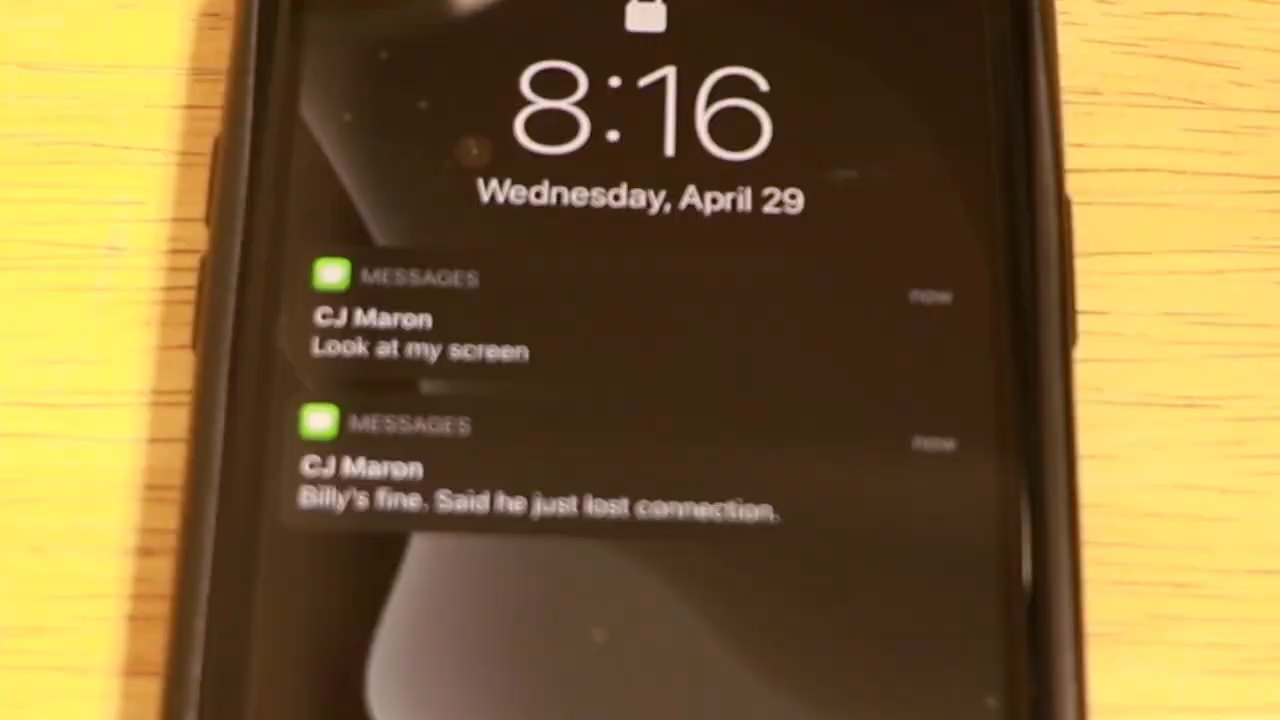 8:16
Wednesday, April 29
MESSAGES
now
CJ Maron
Look at my screen
MESSAGES
now
CJ Maron
Billy's fine. Said he just lost connection.